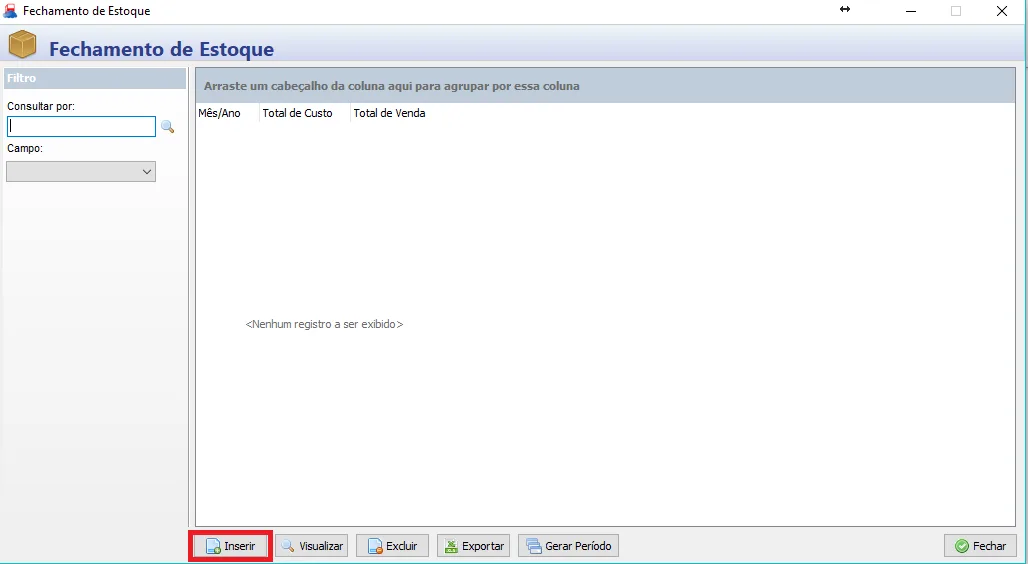 Fechamento de Estoque
Fechamento de Estoque
Filtro
Consultar por:
Campo:
Arraste um cabeçalho da coluna aqui para agrupar por essa coluna
Mês/Ano Total de Custo Total de Venda
<Nenhum registro a ser exibido>
Inserir Visualizar Excluir Exportar Gerar Período Fechar